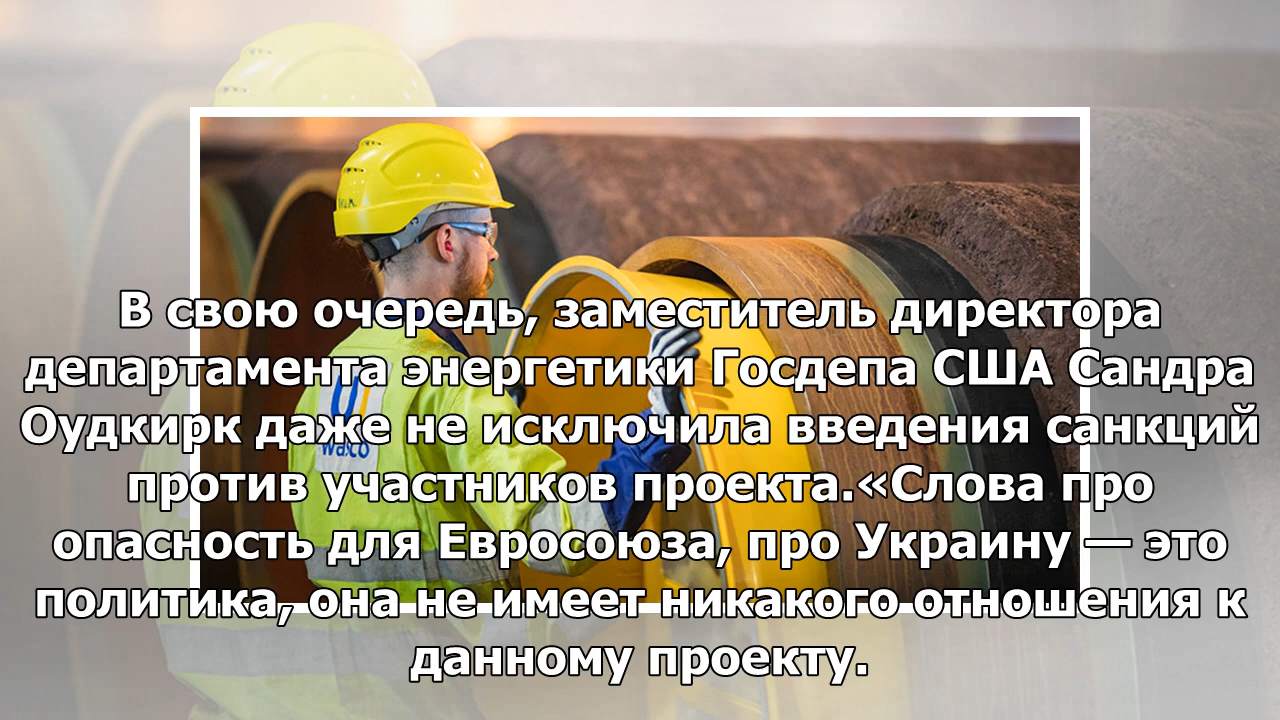 В свою очередь, заместитель директора
департамента энергетики Госдепа США Сандра
Оудкирк даже не исключила введения санкций
против участников проекта.«Слова про
опасность для Евросоюза, про Украину — это
политика, она не имеет никакого отношения к
данному проекту.
wasco